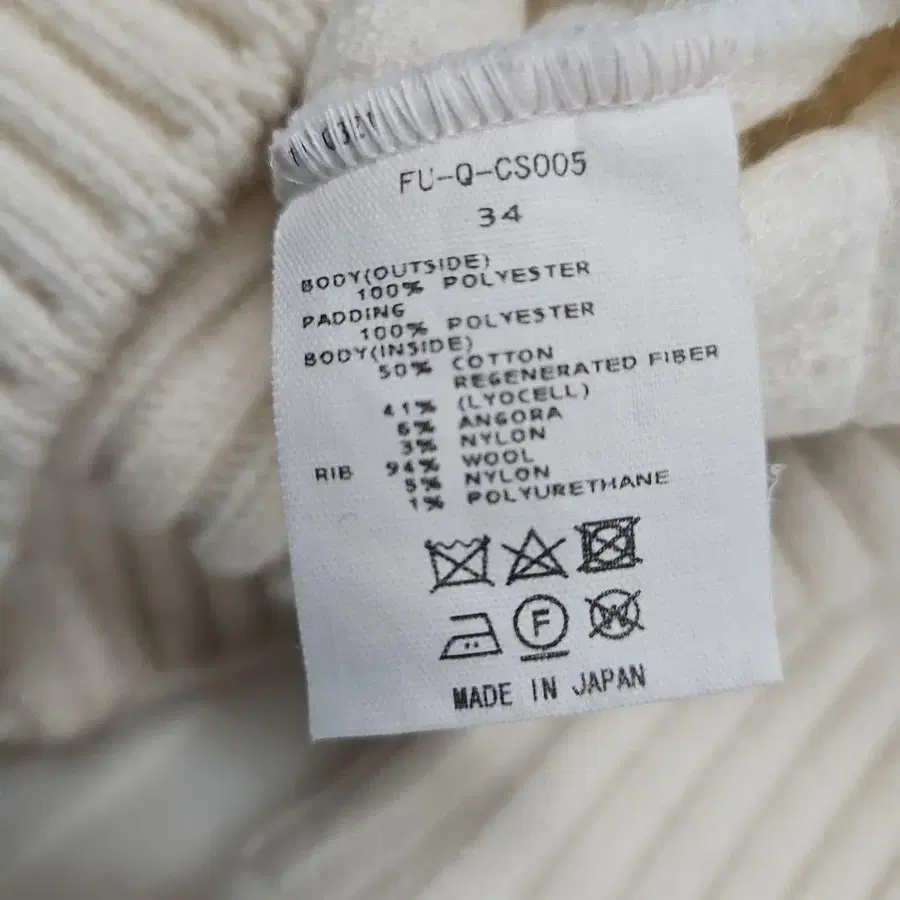 FU-Q-CS005
34
BODY(OUTSIDE)
100% POLYESTER
PADDING
100% POLYESTER
BODY(INSIDE)
50% COTTON
REGENERATED FIBER
41% (LYOCELL)
6% ANGORA
3% NYLON
RIB 94% WOOL
5% NYLON
1% POLYURETHANE
F
W
MADE IN JAPAN